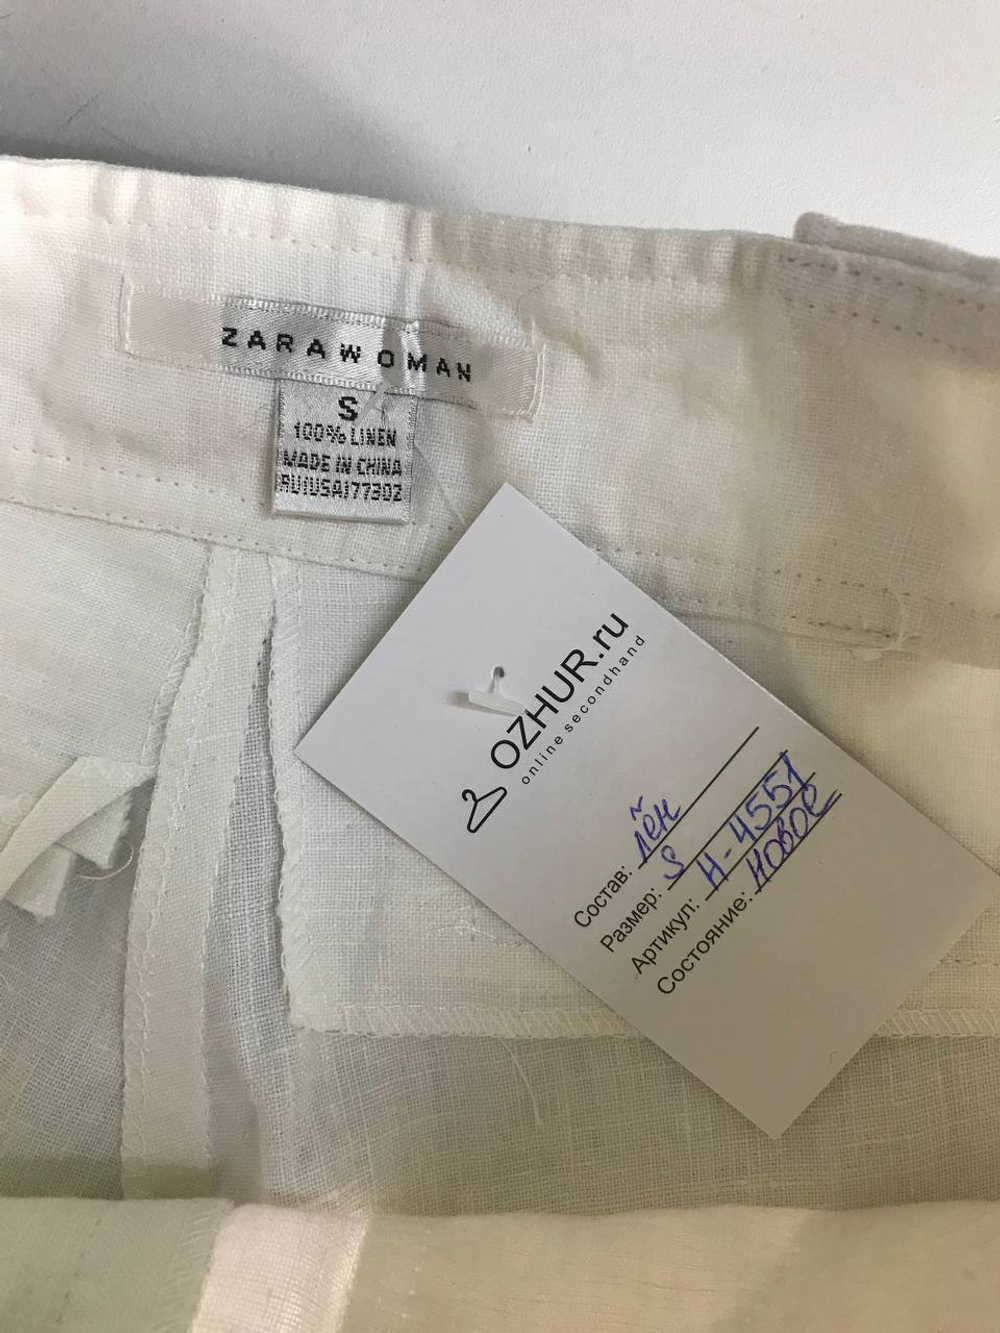 ZARA WOMAN
S
100% LINEN
MADE IN CHINA
OZHUR.ru
online secondhand
Состав: лён
Размер: S
Артикул: Н-4551
Состояние: новое